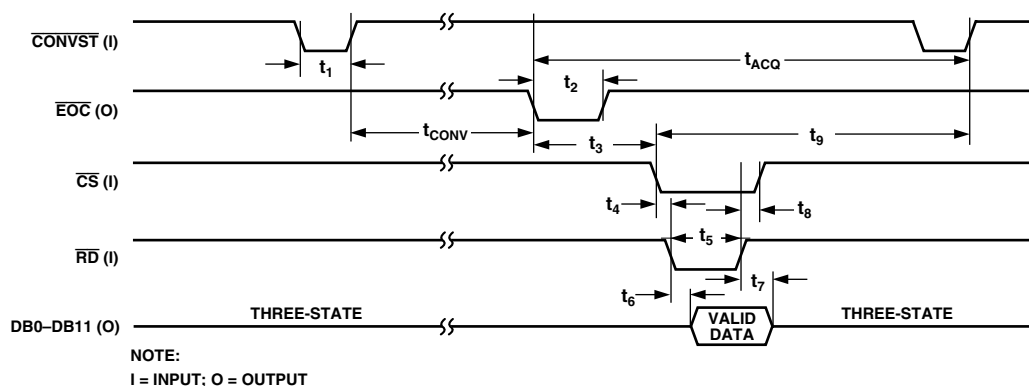 CONVST (I)
t1
tACQ
t2
EOC (O)
tCONV
t3
t9
CS (I)
t4
t8
t5
RD (I)
t7
t6
DB0–DB11 (O)
THREE-STATE
VALID
DATA
THREE-STATE
NOTE:
I = INPUT; O = OUTPUT